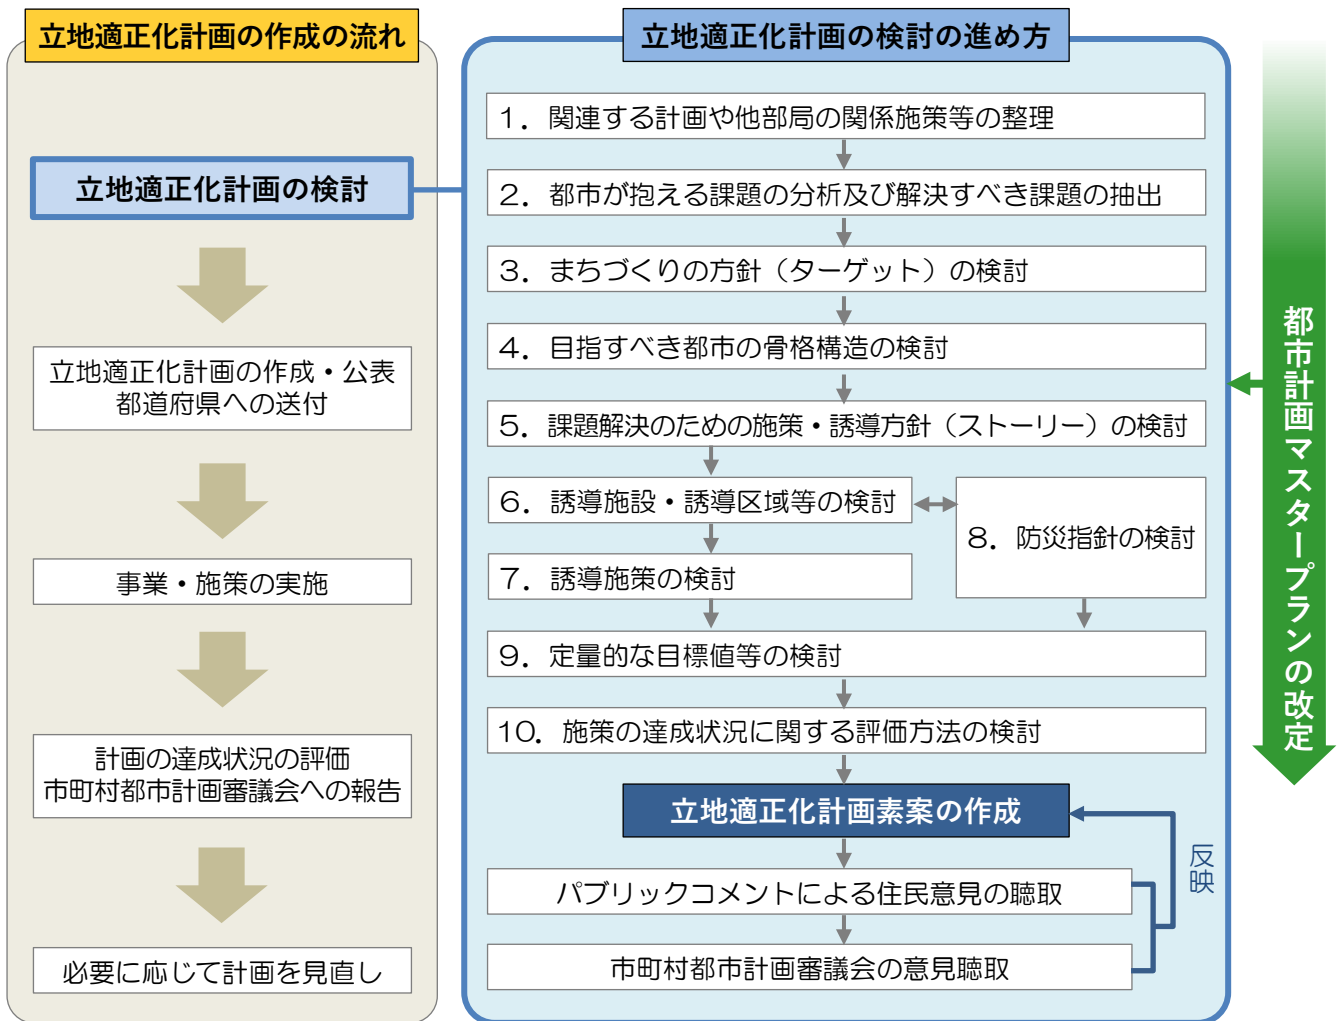 立地適正化計画の作成の流れ
立地適正化計画の検討
立地適正化計画の作成・公表
都道府県への送付
事業・施策の実施
計画の達成状況の評価
市町村都市計画審議会への報告
必要に応じて計画を見直し
立地適正化計画の検討の進め方
1．関連する計画や他部局の関係施策等の整理
2．都市が抱える課題の分析及び解決すべき課題の抽出
3．まちづくりの方針（ターゲット）の検討
4．目指すべき都市の骨格構造の検討
5．課題解決のための施策・誘導方針（ストーリー）の検討
6．誘導施設・誘導区域等の検討
7．誘導施策の検討
8．防災指針の検討
9．定量的な目標値等の検討
10．施策の達成状況に関する評価方法の検討
立地適正化計画素案の作成
パブリックコメントによる住民意見の聴取
市町村都市計画審議会の意見聴取
反映
都市計画マスタープランの改定